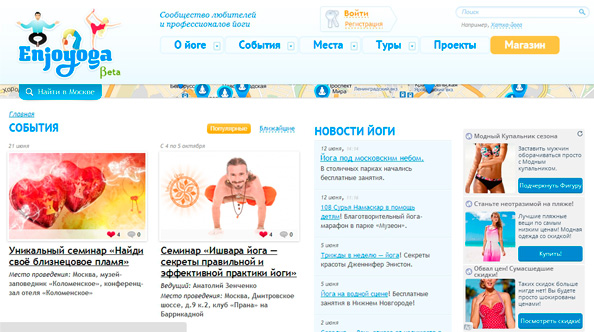 Enjoyoga
βeta
Сообщество любителей
и профессионалов йоги
Войти
Регистрация
Поиск
Например, Хатха-йога
О йоге
События
Места
Туры
Проекты
Магазин
Найти в Москве
Главная
СОБЫТИЯ
Популярные
Ближайшие
21 июня
4
0
Уникальный семинар «Найди
своё близнецовое пламя»
Место проведения: Москва, музей-
заповедник «Коломенское», конференц-
зал отеля «Коломенское»
С 4 по 5 октября
4
0
Семинар «Ишвара йога —
секреты правильной и
эффективной практики йоги»
Ведущий: Анатолий Зенченко
Место проведения: Москва, Дмитровское
шоссе, д.9 к.2, клуб «Прана» на
Баррикадной
НОВОСТИ ЙОГИ
12 июня,
Йога под московским небом.
В столичных парках начались
бесплатные занятия.
12 июня,
108 Сурья Намаскар в помощь
детям! Благотворительный йога-
марафон в парке «Музеон».
5 июня
Трижды в неделю — йога! Секреты
красоты Дженнифер Энистон.
5 июня
Йога на водной сцене! Бесплатные
занятия в Нижнем Новгороде!
2 июня
Модный Купальник сезона
Заставить мужчин
оборачиваться просто
с Модным
купальником.
Подчеркнуть Фигуру
Станьте неотразимой на пляже!
Лучшие пляжные
вещи по самым
низким ценам! Модная
одежда со скидкой!
Купить!
Обвал цен! Сумасшедшие
скидки!
Таких скидок больше
нигде нет! Вы будете
просто шокированы
ценами!
Посмотреть скидки!